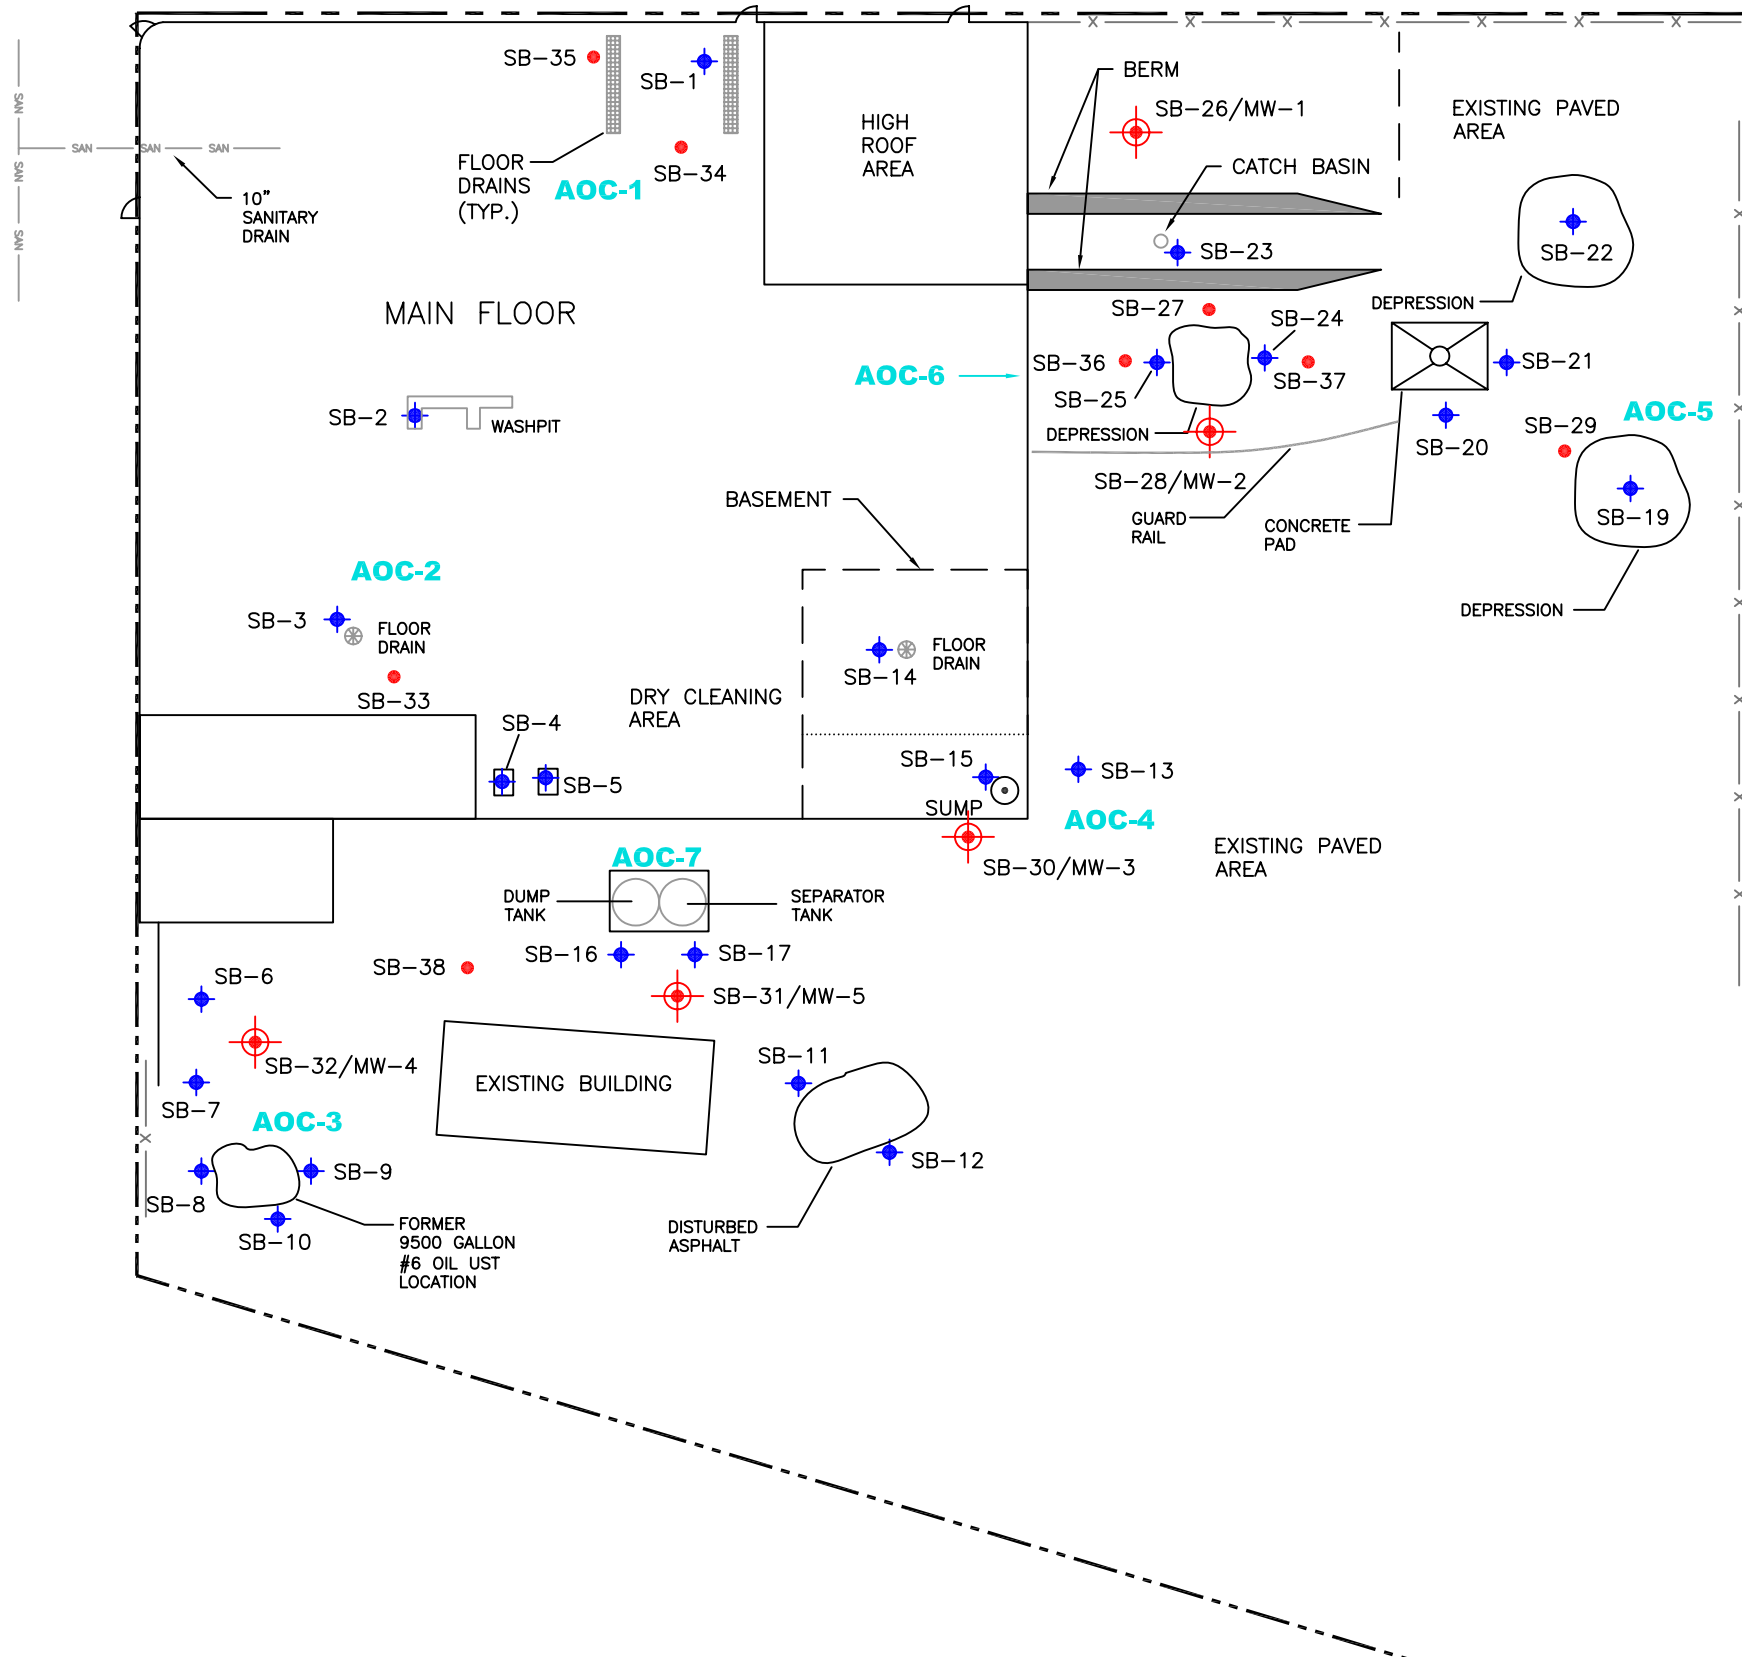 SB-35
SB-1
BERM
SB-26/MW-1
EXISTING PAVED
AREA
HIGH
ROOF
AREA
SAN
SAN
SAN
SAN
SAN
SAN
FLOOR
DRAINS
(TYP.)
AOC-1
SB-34
CATCH BASIN
10"
SANITARY
DRAIN
SB-23
SB-22
DEPRESSION
MAIN FLOOR
SB-27
SB-24
SB-36
SB-37
SB-25
SB-21
AOC-6
SB-2
WASHPIT
DEPRESSION
SB-20
AOC-5
SB-29
SB-28/MW-2
BASEMENT
GUARD
RAIL
CONCRETE
PAD
SB-19
AOC-2
DEPRESSION
SB-3
FLOOR
DRAIN
SB-33
SB-14
FLOOR
DRAIN
DRY CLEANING
AREA
SB-4
SB-5
SB-15
SB-13
SUMP
AOC-4
EXISTING PAVED
AREA
AOC-7
SB-30/MW-3
DUMP
TANK
SEPARATOR
TANK
SB-16
SB-17
SB-38
SB-6
SB-31/MW-5
SB-32/MW-4
SB-11
EXISTING BUILDING
SB-7
AOC-3
SB-12
SB-9
SB-8
SB-10
FORMER
9500 GALLON
#6 OIL UST
LOCATION
DISTURBED
ASPHALT